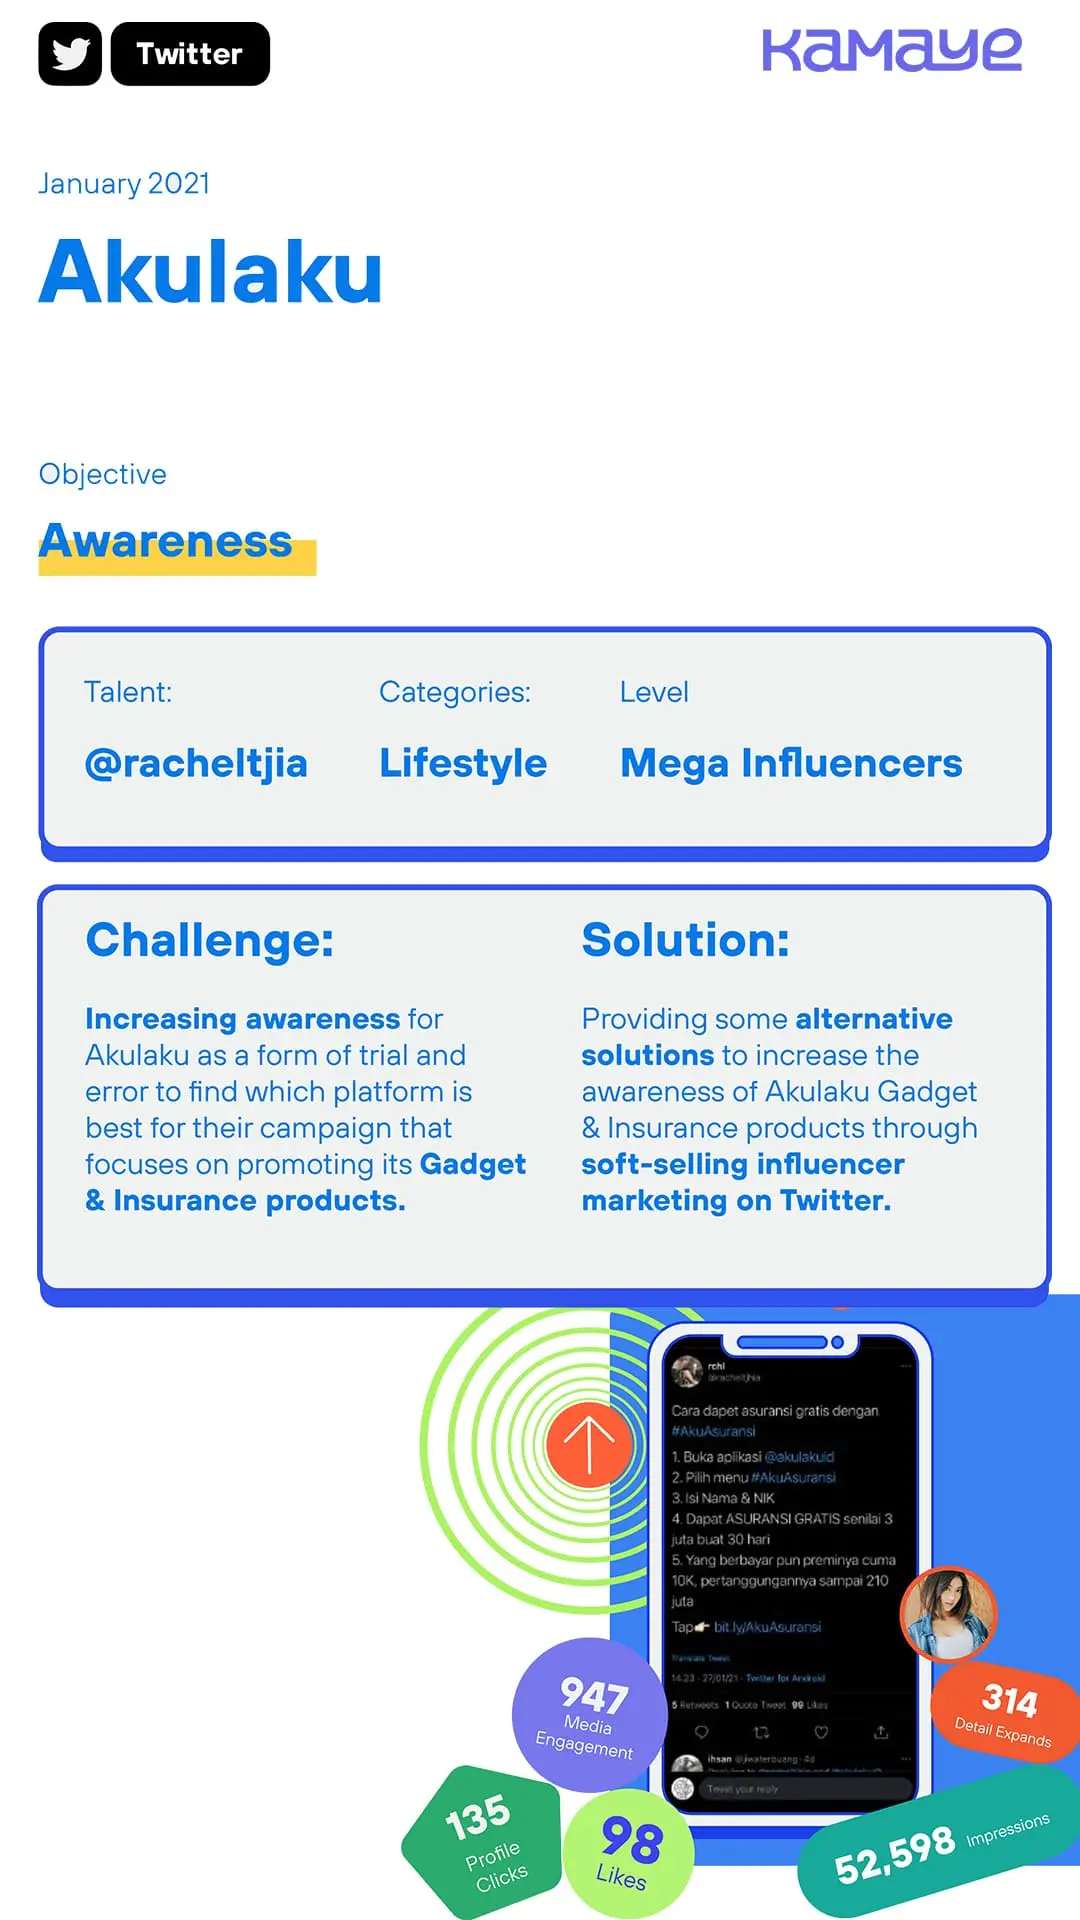 Twitter
KAMAYE
January 2021
Akulaku
Objective
Awareness
Talent:
Categories:
Level
@racheltjia
Lifestyle
Mega Influencers
Challenge:
Increasing awareness for
Akulaku as a form of trial and
error to find which platform is
best for their campaign that
focuses on promoting its Gadget
& Insurance products.
Solution:
Providing some alternative
solutions to increase the
awareness of Akulaku Gadget
& Insurance products through
soft-selling influencer
marketing on Twitter.
rchl
Cara dapet asuransi gratis dengan
#AkuAsuransi
1. Buka aplikasi @akulakuid
2. Pilih menu #AkuAsuransi
3. Isi Nama & NIK
4. Dapat ASURANSI GRATIS senilai 3
juta buat 30 hari
5. Yang berbayar pun preminya cuma
10K, pertanggungannya sampai 210
juta
Tap👉 bit.ly/AkuAsuransi
Translate Tweet
14.23 · 27/01/21 · Twitter for Android
5 Retweets 1 Quote Tweet 99 Likes
ihsan @jiwaterbuang · 4d
Tweet your reply
947
Media
Engagement
314
Detail Expands
135
Profile
Clicks
98
Likes
52,598 Impressions